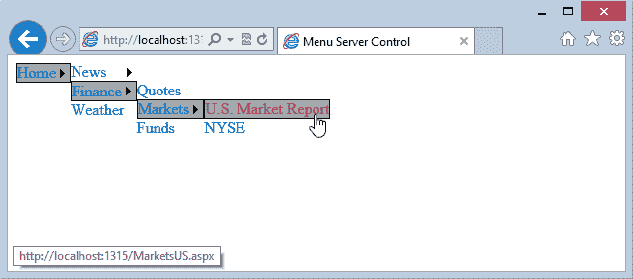 http://localhost:131
Menu Server Control
Home News
Finance Quotes
Weather Markets U.S. Market Report
Funds NYSE
http://localhost:1315/MarketsUS.aspx